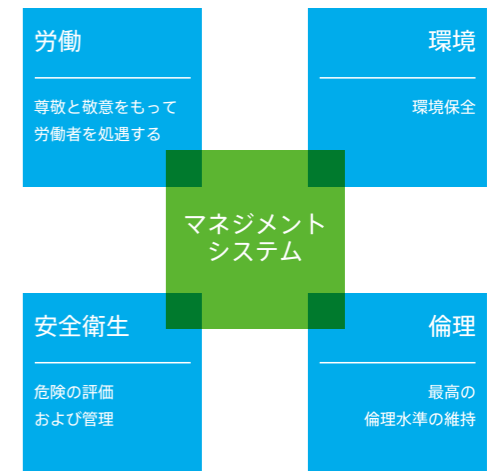 労働
尊敬と敬意をもって
労働者を処遇する
環境
環境保全
マネジメント
システム
安全衛生
危険の評価
および管理
倫理
最高の
倫理水準の維持